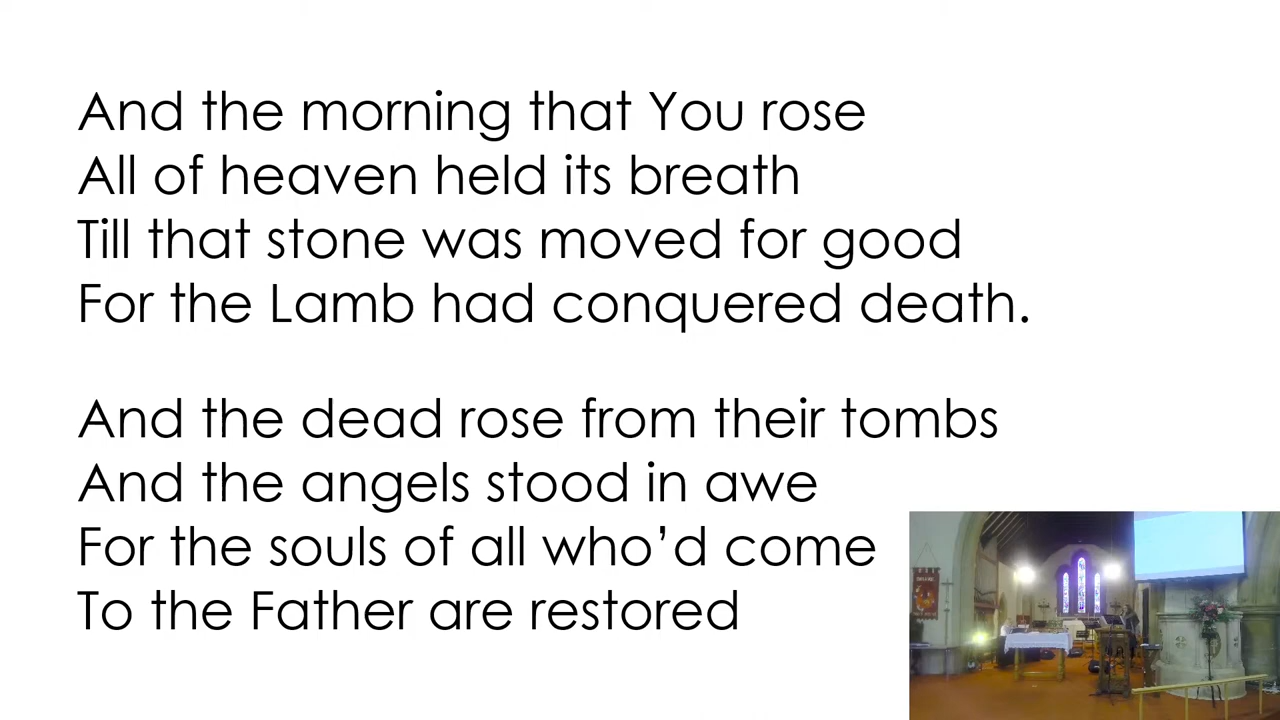 And the morning that You rose
All of heaven held its breath
Till that stone was moved for good
For the Lamb had conquered death.
And the dead rose from their tombs
And the angels stood in awe
For the souls of all who’d come
To the Father are restored